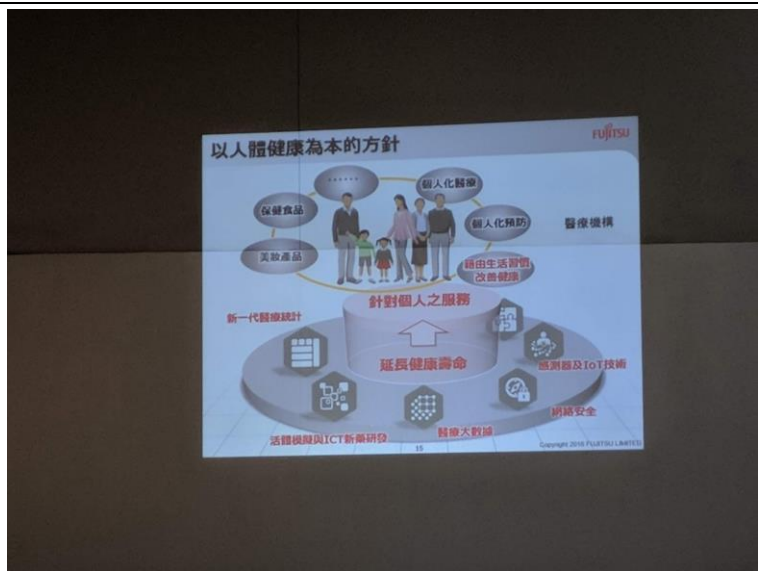 以人體健康為本的方針
FUJITSU
••••••
個人化醫療
保健食品
個人化預防
醫療機構
美妝產品
藉由生活習慣
改善健康
針對個人之服務
新一代醫療統計
延長健康壽命
感測器及IoT技術
網絡安全
醫療大數據
活體模擬與ICT新藥研發
15
Copyright 2018 FUJITSU LIMITED